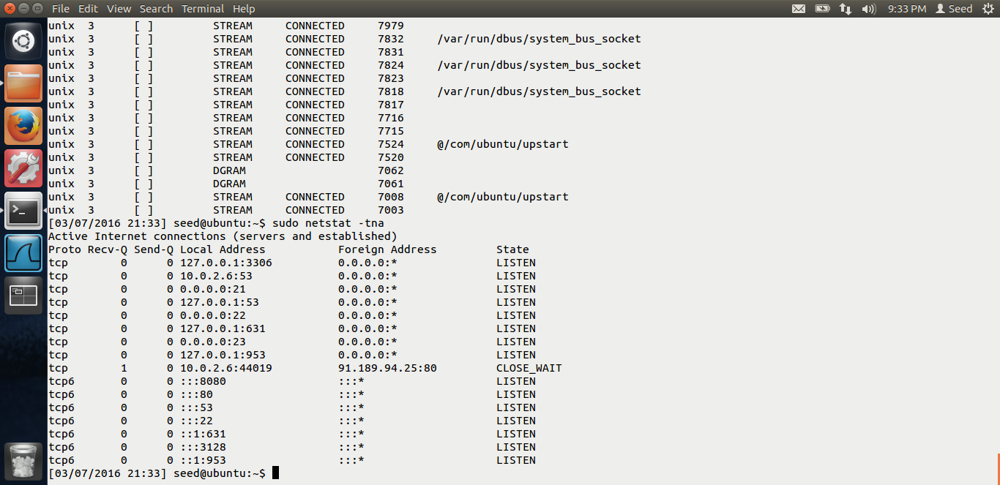 File Edit View Search Terminal Help 9:33 PM Seed
unix 3 [ ] STREAM CONNECTED 7979
unix 3 [ ] STREAM CONNECTED 7832 /var/run/dbus/system_bus_socket
unix 3 [ ] STREAM CONNECTED 7831
unix 3 [ ] STREAM CONNECTED 7824 /var/run/dbus/system_bus_socket
unix 3 [ ] STREAM CONNECTED 7823
unix 3 [ ] STREAM CONNECTED 7818 /var/run/dbus/system_bus_socket
unix 3 [ ] STREAM CONNECTED 7817
unix 3 [ ] STREAM CONNECTED 7716
unix 3 [ ] STREAM CONNECTED 7715
unix 3 [ ] STREAM CONNECTED 7524 @/com/ubuntu/upstart
unix 3 [ ] STREAM CONNECTED 7520
unix 3 [ ] DGRAM 7062
unix 3 [ ] DGRAM 7061
unix 3 [ ] STREAM CONNECTED 7008 @/com/ubuntu/upstart
unix 3 [ ] STREAM CONNECTED 7003
[03/07/2016 21:33] seed@ubuntu:~$ sudo netstat -tna
Active Internet connections (servers and established)
Proto Recv-Q Send-Q Local Address Foreign Address State
tcp 0 0 127.0.0.1:3306 0.0.0.0:* LISTEN
tcp 0 0 10.0.2.6:53 0.0.0.0:* LISTEN
tcp 0 0 0.0.0.0:21 0.0.0.0:* LISTEN
tcp 0 0 127.0.0.1:53 0.0.0.0:* LISTEN
tcp 0 0 0.0.0.0:22 0.0.0.0:* LISTEN
tcp 0 0 127.0.0.1:631 0.0.0.0:* LISTEN
tcp 0 0 0.0.0.0:23 0.0.0.0:* LISTEN
tcp 0 0 127.0.0.1:953 0.0.0.0:* LISTEN
tcp 1 0 10.0.2.6:44019 91.189.94.25:80 CLOSE_WAIT
tcp6 0 0 :::8080 :::* LISTEN
tcp6 0 0 :::80 :::* LISTEN
tcp6 0 0 :::53 :::* LISTEN
tcp6 0 0 :::22 :::* LISTEN
tcp6 0 0 ::1:631 :::* LISTEN
tcp6 0 0 :::3128 :::* LISTEN
tcp6 0 0 ::1:953 :::* LISTEN
[03/07/2016 21:33] seed@ubuntu:~$